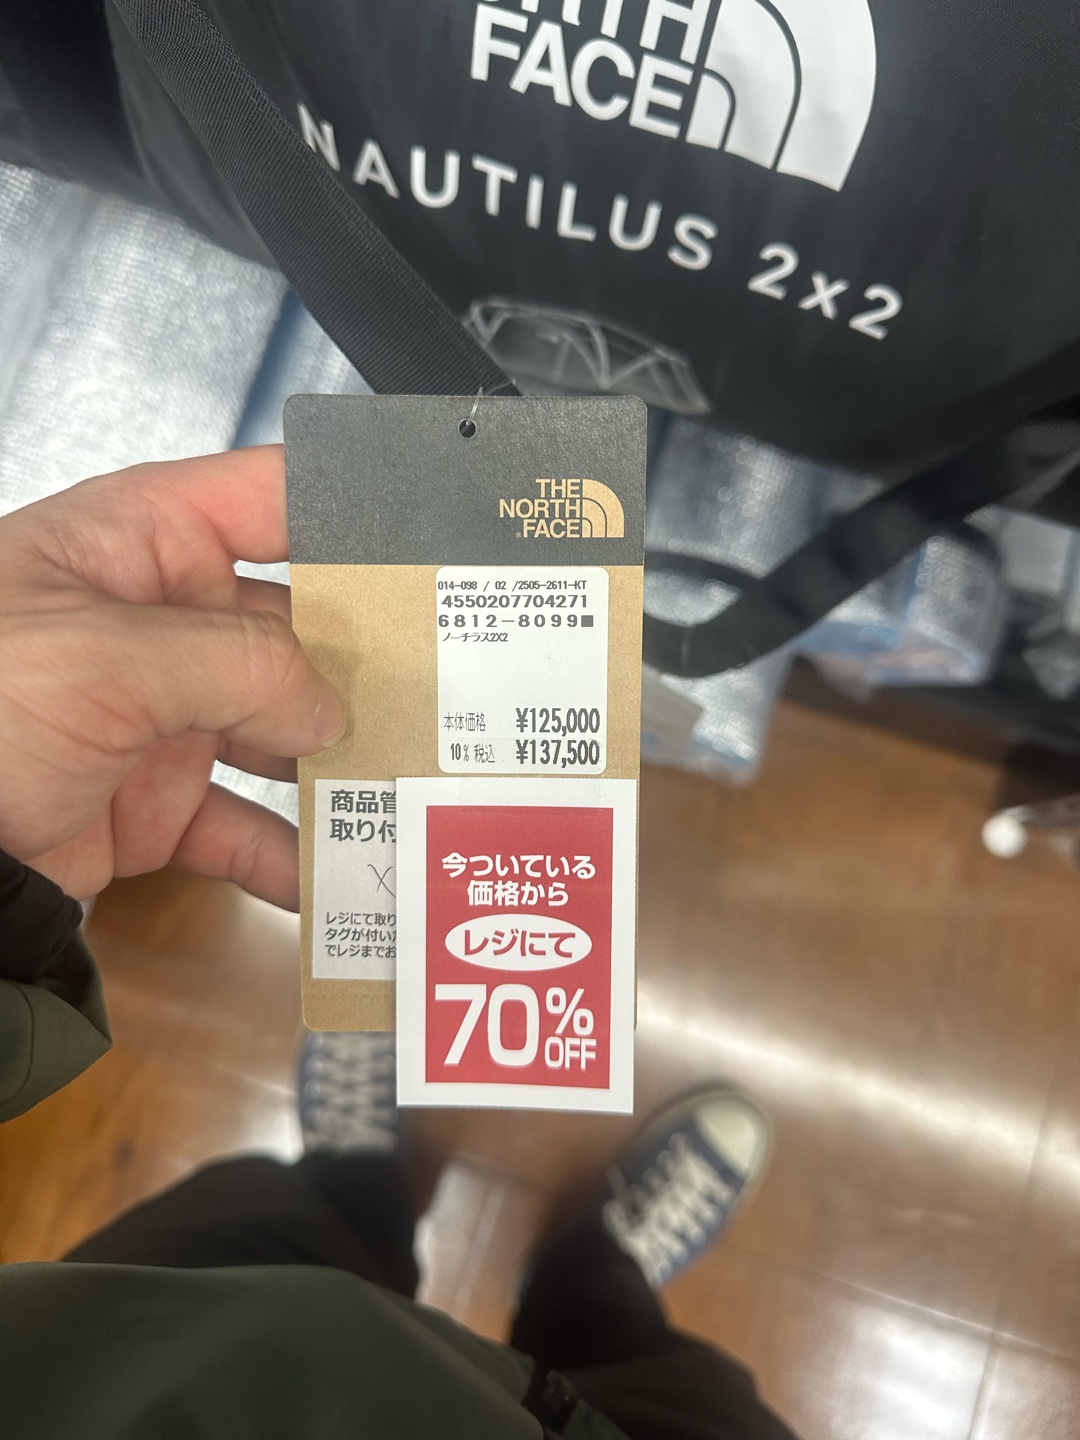 NORTH
FACE
NAUTILUS 2x2
THE
NORTH
FACE
014-098 / 02 /2505-2611-KT
4550207704271
6812-8099■
ノーチラス2X2
本体価格 ¥125,000
10% 税込 ¥137,500
商品管
取り付
レジにて取り
タグが付いた
でレジまでお
今ついている
価格から
レジにて
70%
OFF